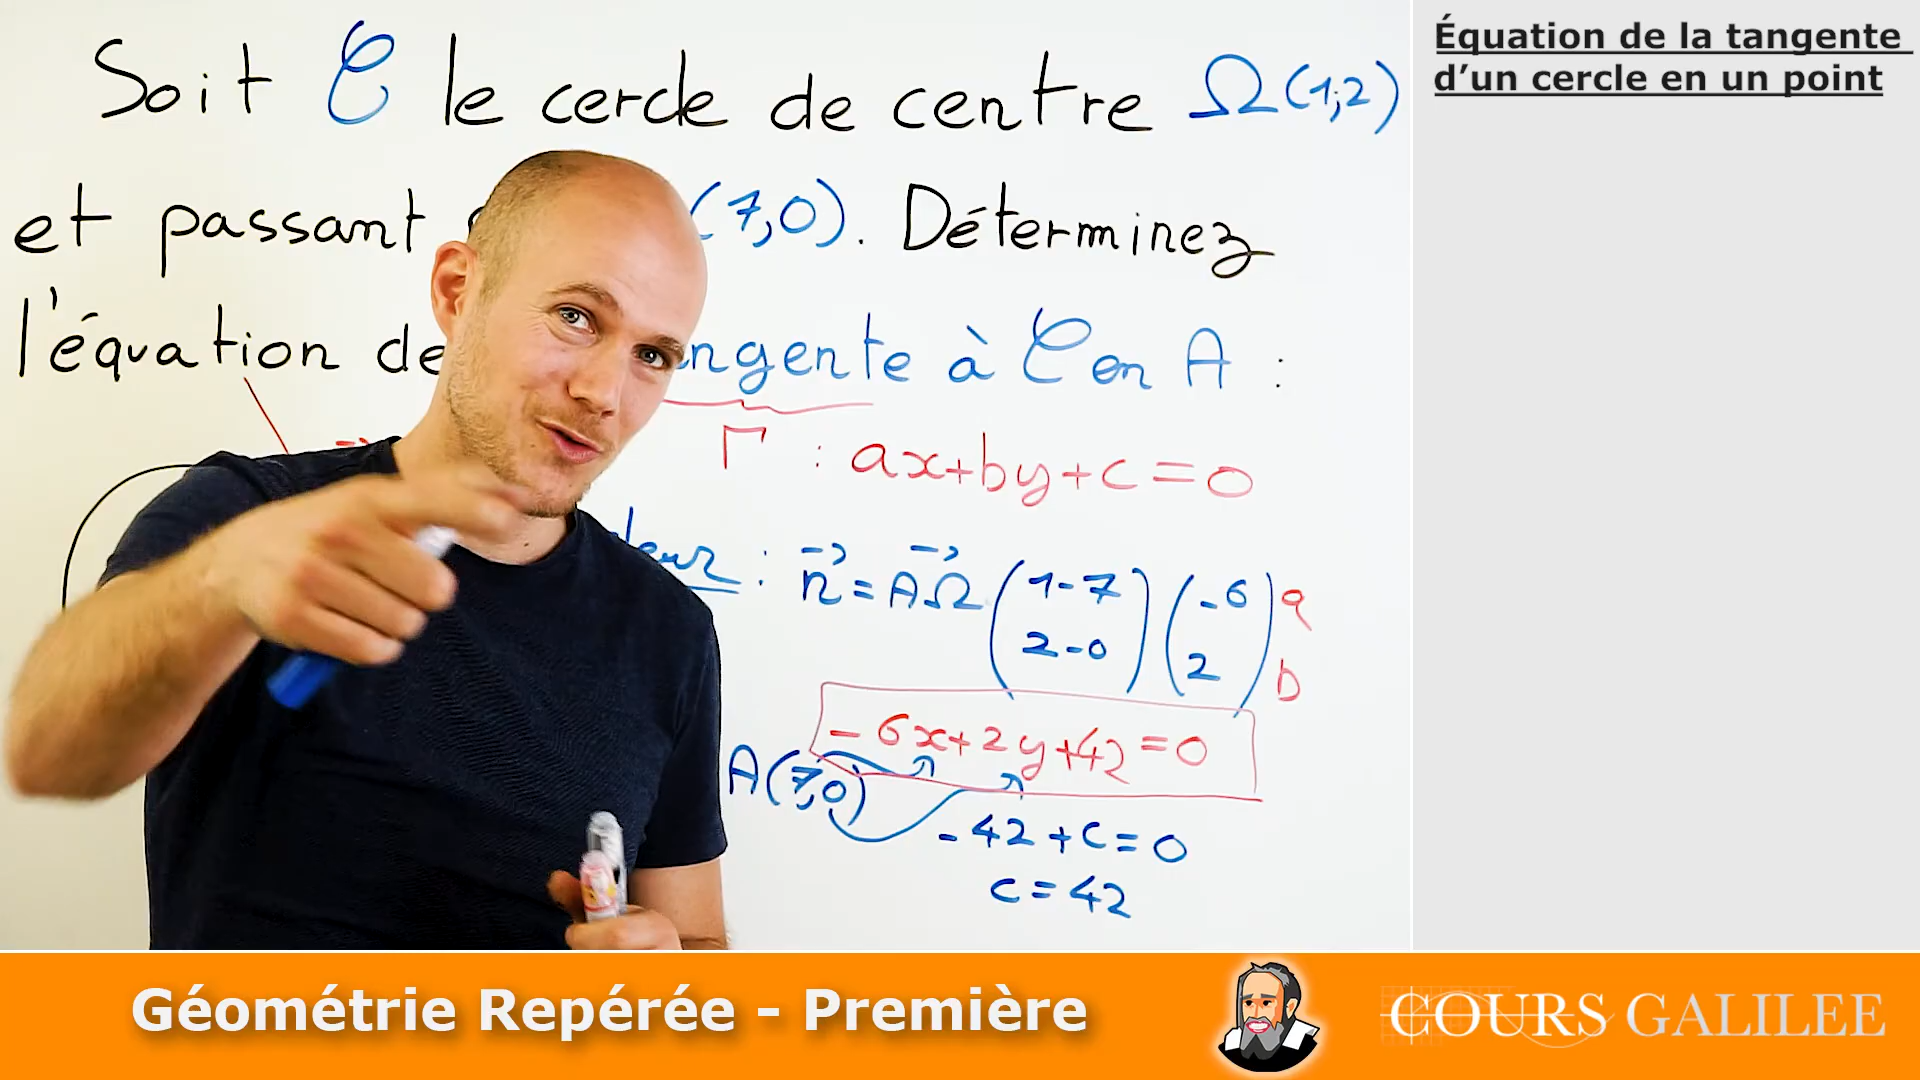 Soit C le cercle de centre Ω(1;2)
et passant (7,0). Déterminez
l'équation de ngente à C en A :
Γ : ax+by+c=0
teur : n⃗ = AΩ⃗ (1-7 2-0) (-6 2) a b
-6x+2y+42=0
A(7,0)
-42+c=0
c=42
Équation de la tangente
d’un cercle en un point
Géométrie Repérée - Première
COURS GALILEE